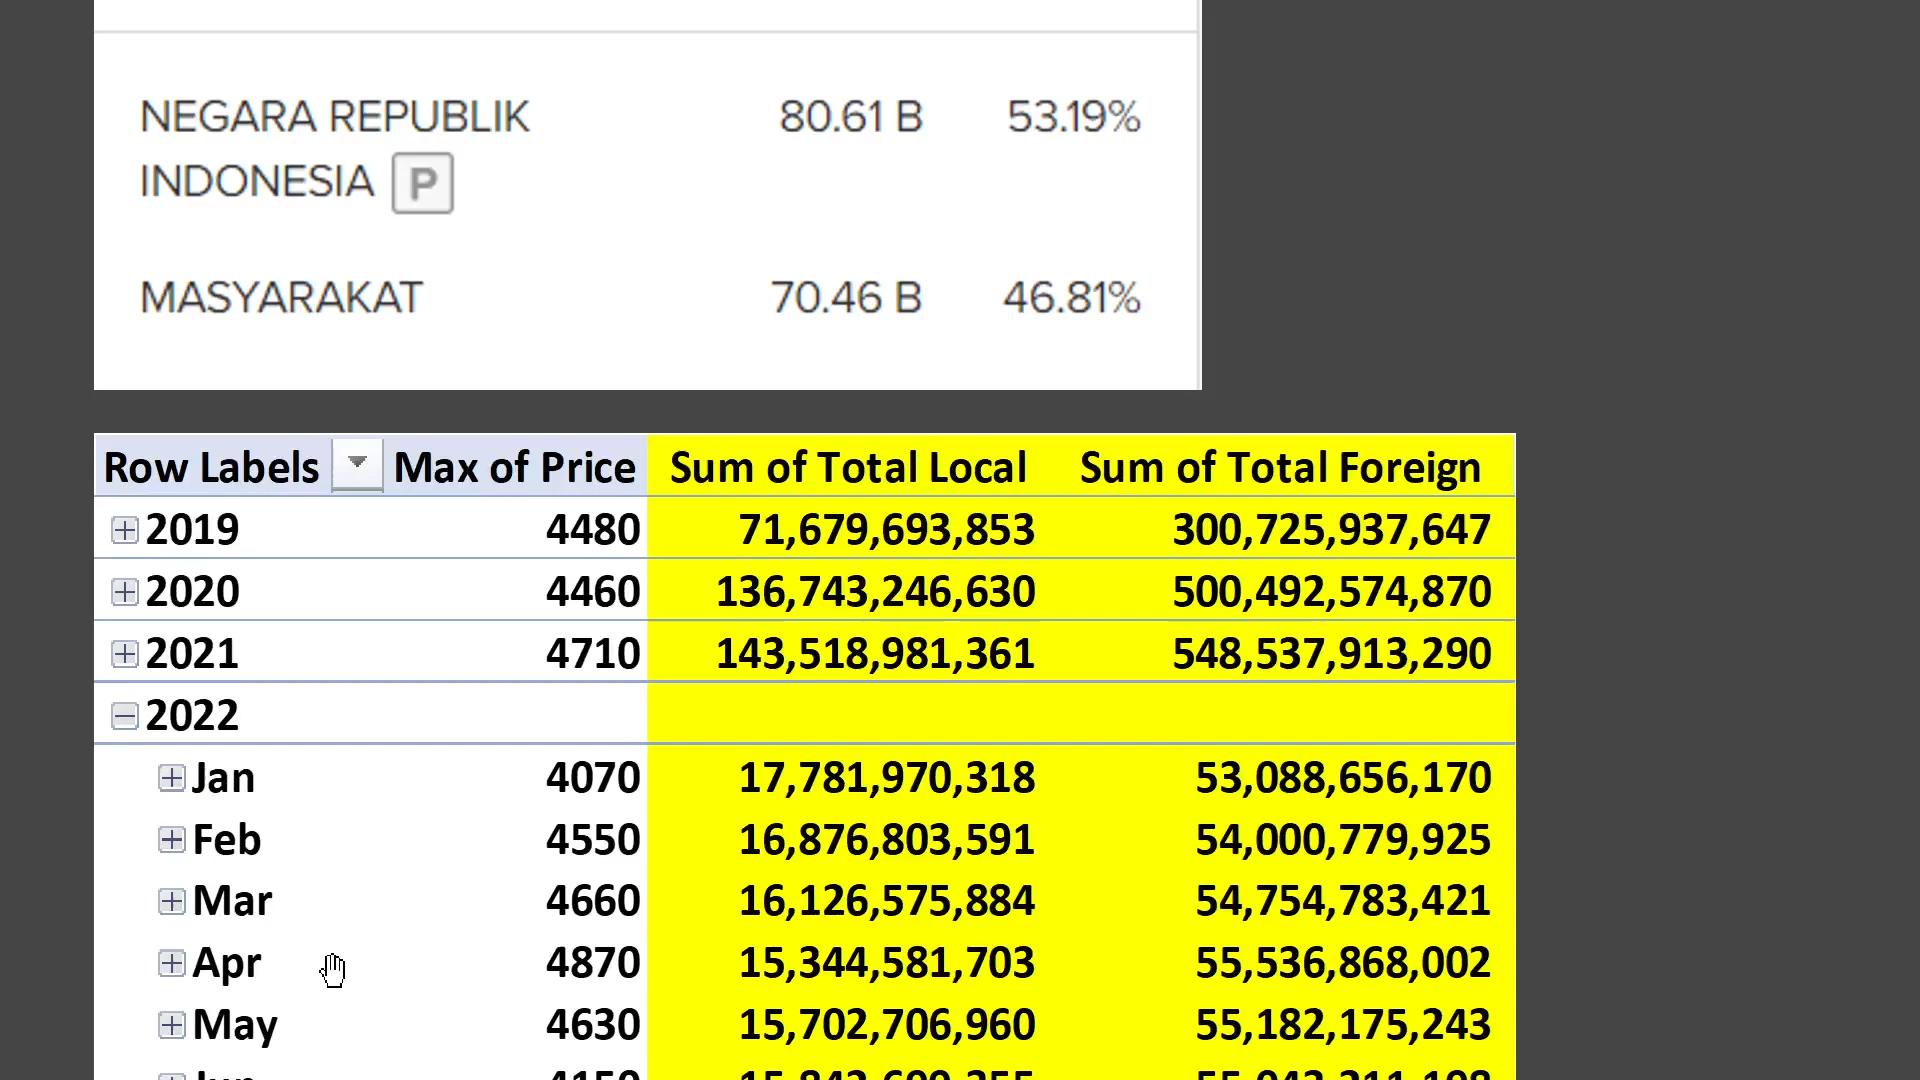 NEGARA REPUBLIK 80.61 B 53.19%
INDONESIA P
MASYARAKAT 70.46 B 46.81%
Row Labels Max of Price Sum of Total Local Sum of Total Foreign
2019 4480 71,679,693,853 300,725,937,647
2020 4460 136,743,246,630 500,492,574,870
2021 4710 143,518,981,361 548,537,913,290
2022
Jan 4070 17,781,970,318 53,088,656,170
Feb 4550 16,876,803,591 54,000,779,925
Mar 4660 16,126,575,884 54,754,783,421
Apr 4870 15,344,581,703 55,536,868,002
May 4630 15,702,706,960 55,182,175,243